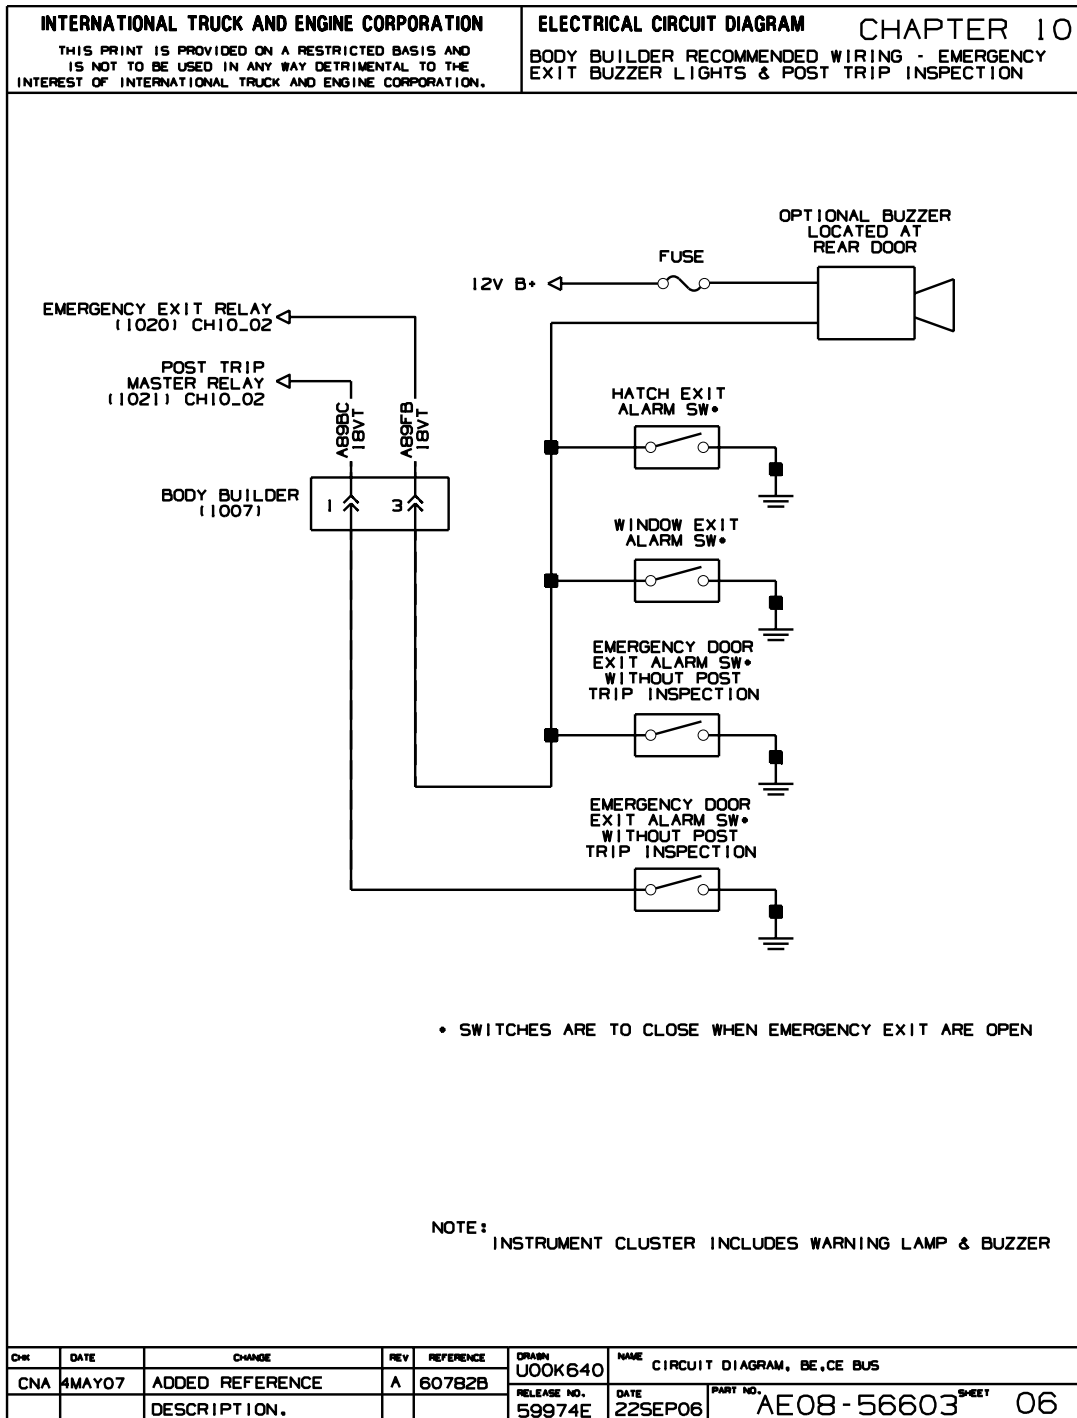 INTERNATIONAL TRUCK AND ENGINE CORPORATION
THIS PRINT IS PROVIDED ON A RESTRICTED BASIS AND
IS NOT TO BE USED IN ANY WAY DETRIMENTAL TO THE
INTEREST OF INTERNATIONAL TRUCK AND ENGINE CORPORATION.
ELECTRICAL CIRCUIT DIAGRAM
CHAPTER 10
BODY BUILDER RECOMMENDED WIRING - EMERGENCY
EXIT BUZZER LIGHTS & POST TRIP INSPECTION
OPTIONAL BUZZER
LOCATED AT
REAR DOOR
FUSE
12V B+
EMERGENCY EXIT RELAY
(1020) CH10_02
POST TRIP
MASTER RELAY
(1021) CH10_02
A89BC
18VT
A89FB
18VT
HATCH EXIT
ALARM SW*
BODY BUILDER
(1007)
1
3
WINDOW EXIT
ALARM SW*
EMERGENCY DOOR
EXIT ALARM SW*
WITHOUT POST
TRIP INSPECTION
EMERGENCY DOOR
EXIT ALARM SW*
WITHOUT POST
TRIP INSPECTION
* SWITCHES ARE TO CLOSE WHEN EMERGENCY EXIT ARE OPEN
NOTE:
INSTRUMENT CLUSTER INCLUDES WARNING LAMP & BUZZER
CHK DATE CHANGE REV REFERENCE
CNA 4MAY07 ADDED REFERENCE A 60782B
DESCRIPTION.
DRAWN
U00K640
NAME
CIRCUIT DIAGRAM, BE,CE BUS
RELEASE NO.
59974E
DATE
22SEP06
PART NO.
AE08-56603
SHEET
06